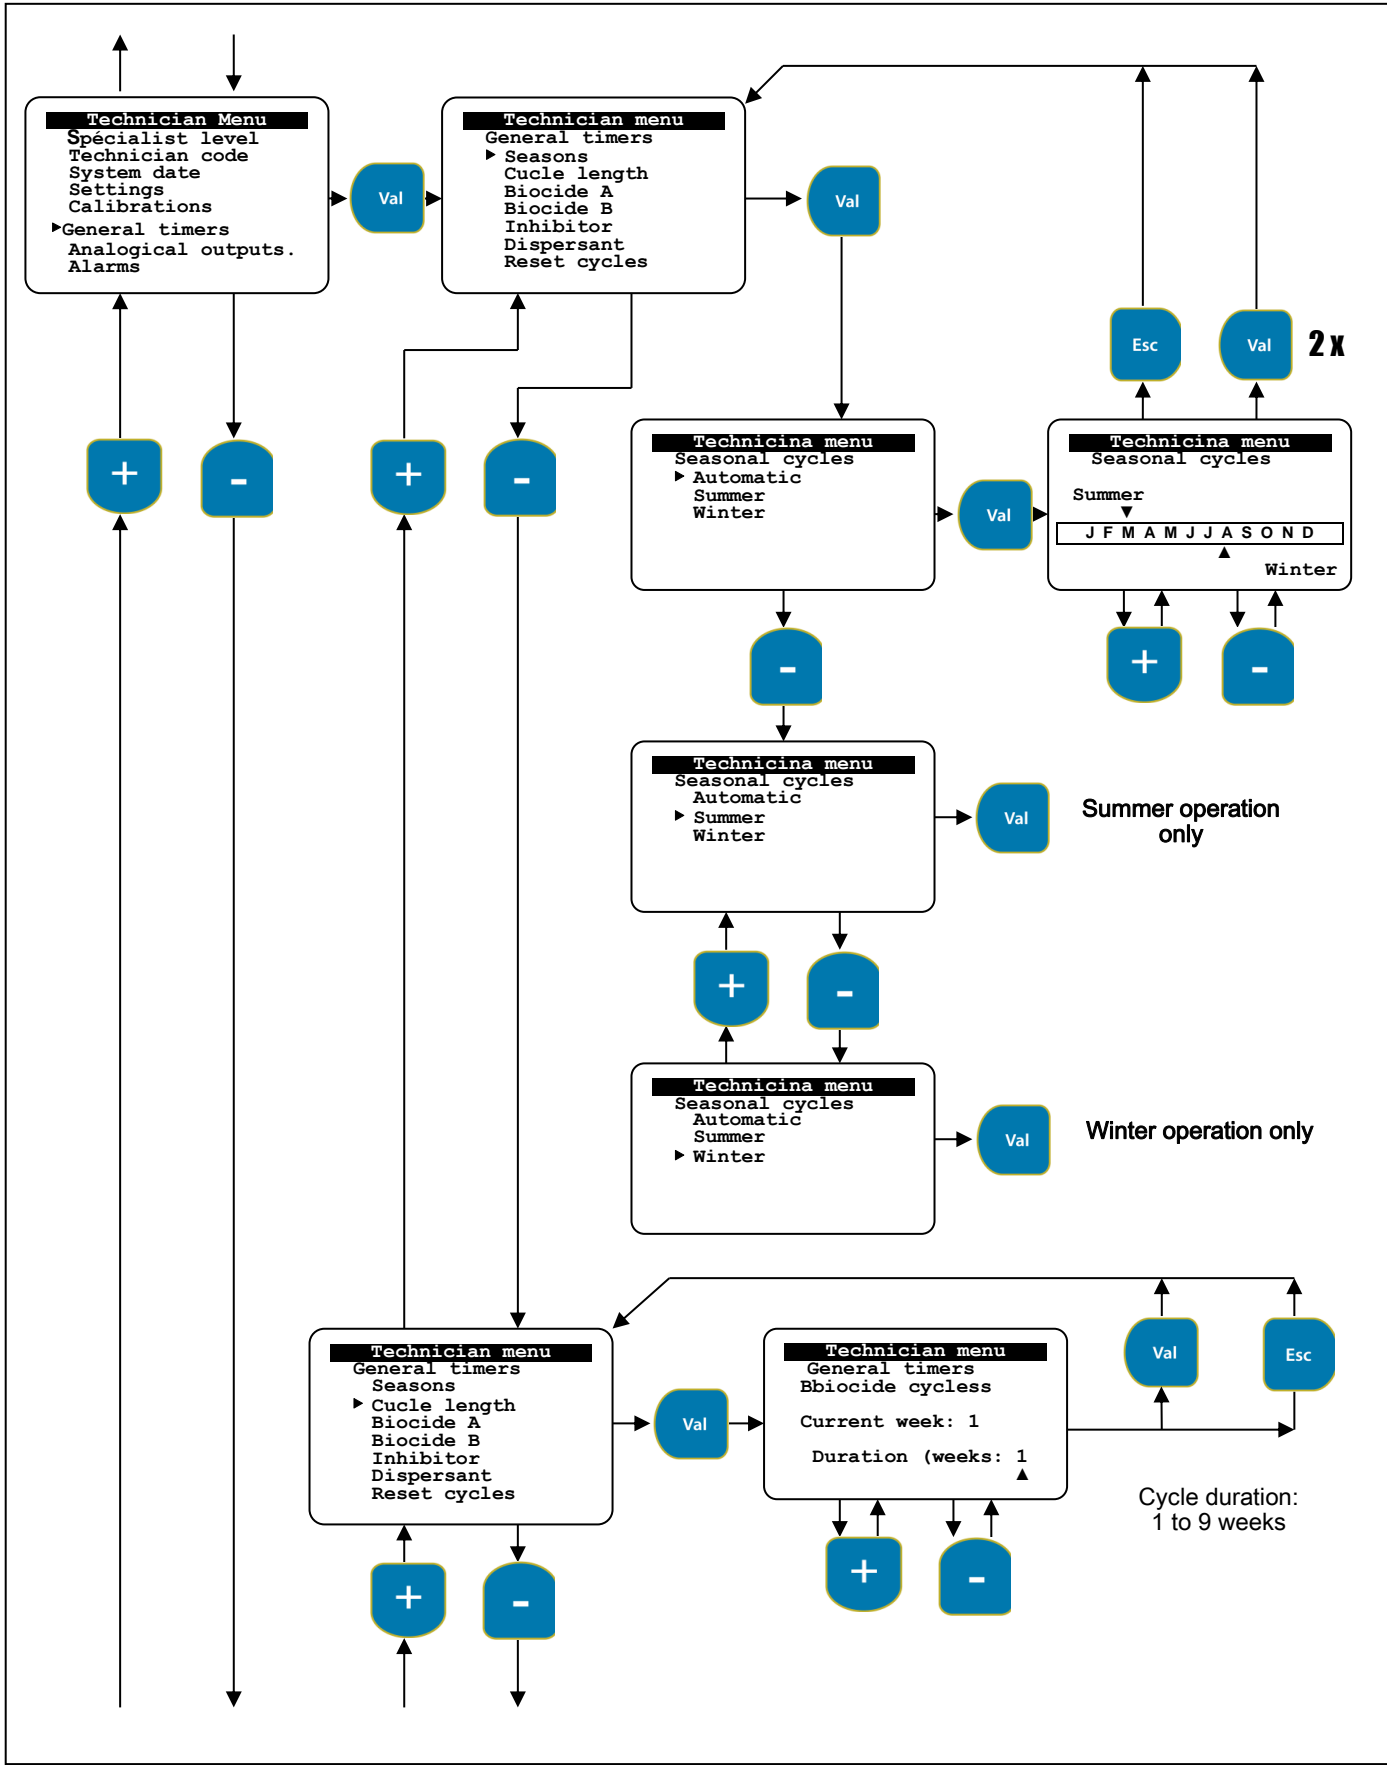 Technician Menu
Spécialist level
Technician code
System date
Settings
Calibrations
General timers
Analogical outputs.
Alarms
Val
Technician menu
General timers
Seasons
Cucle length
Biocide A
Biocide B
Inhibitor
Dispersant
Reset cycles
Val
Esc
Val
2 x
+
-
+
-
Technicina menu
Seasonal cycles
Automatic
Summer
Winter
Val
Technicina menu
Seasonal cycles
Summer
J F M A M J J A S O N D
Winter
-
+
-
Technicina menu
Seasonal cycles
Automatic
Summer
Winter
Val
Summer operation
only
+
-
Technicina menu
Seasonal cycles
Automatic
Summer
Winter
Val
Winter operation only
Technician menu
General timers
Seasons
Cucle length
Biocide A
Biocide B
Inhibitor
Dispersant
Reset cycles
Val
Technician menu
General timers
Bbiocide cycless
Current week: 1
Duration (weeks: 1
Val
Esc
Cycle duration:
1 to 9 weeks
+
-
+
-